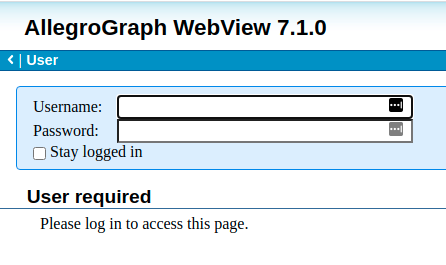 AllegroGraph WebView 7.1.0
‹ | User
Username:
Password:
Stay logged in
User required
Please log in to access this page.